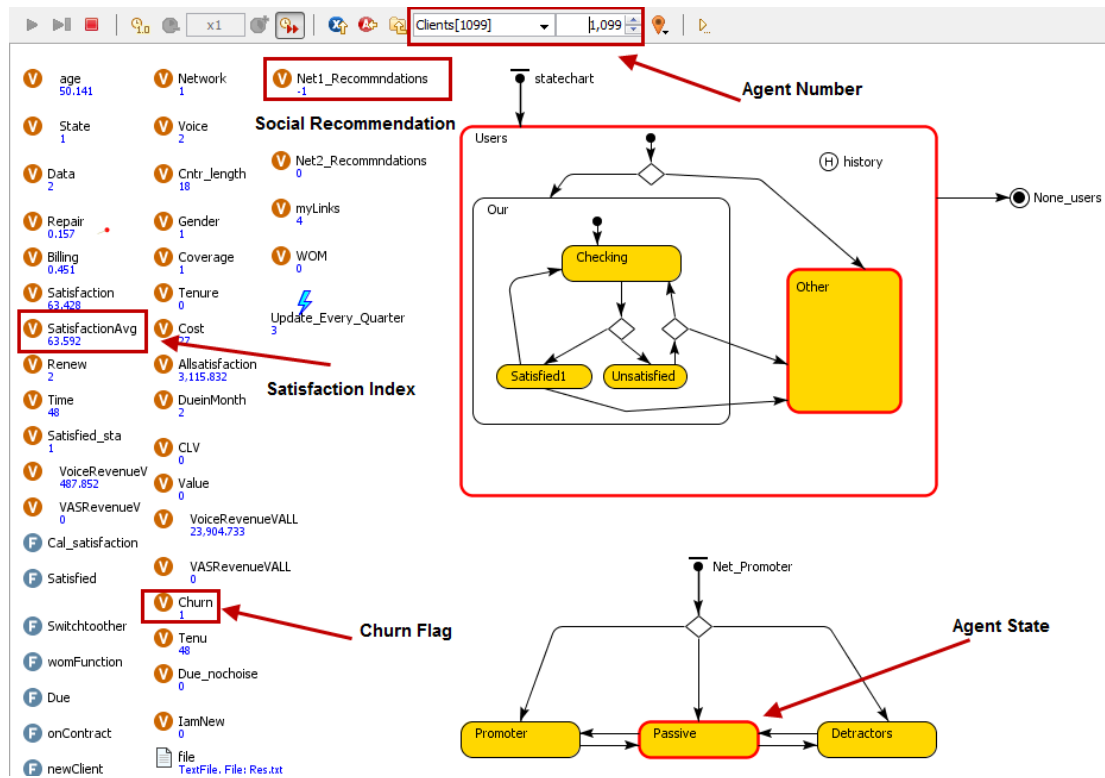 x1
Clients[1099]
1,099
Agent Number
age
50.141
State
1
Data
2
Repair
0.157
Billing
0.451
Satisfaction
63.428
SatisfactionAvg
63.592
Renew
2
Time
48
Satisfied_sta
1
VoiceRevenueV
487.852
VASRevenueV
0
Cal_satisfaction
Satisfied
Switchtoother
womFunction
Due
onContract
newClient
Network
1
Voice
2
Cntr_length
18
Gender
1
Coverage
1
Tenure
0
Cost
27
Allsatisfaction
3,115.832
DueinMonth
2
CLV
0
Value
0
VoiceRevenueVALL
23,904.733
VASRevenueVALL
0
Churn
1
Tenu
48
Due_nochoise
0
IamNew
0
file
TextFile, File: Res.txt
Net1_Recommndations
-1
Social Recommendation
Net2_Recommndations
0
myLinks
4
WOM
0
Update_Every_Quarter
3
Satisfaction Index
Churn Flag
statechart
Users
H history
None_users
Our
Checking
Satisfied1
Unsatisfied
Other
Net_Promoter
Agent State
Promoter
Passive
Detractors